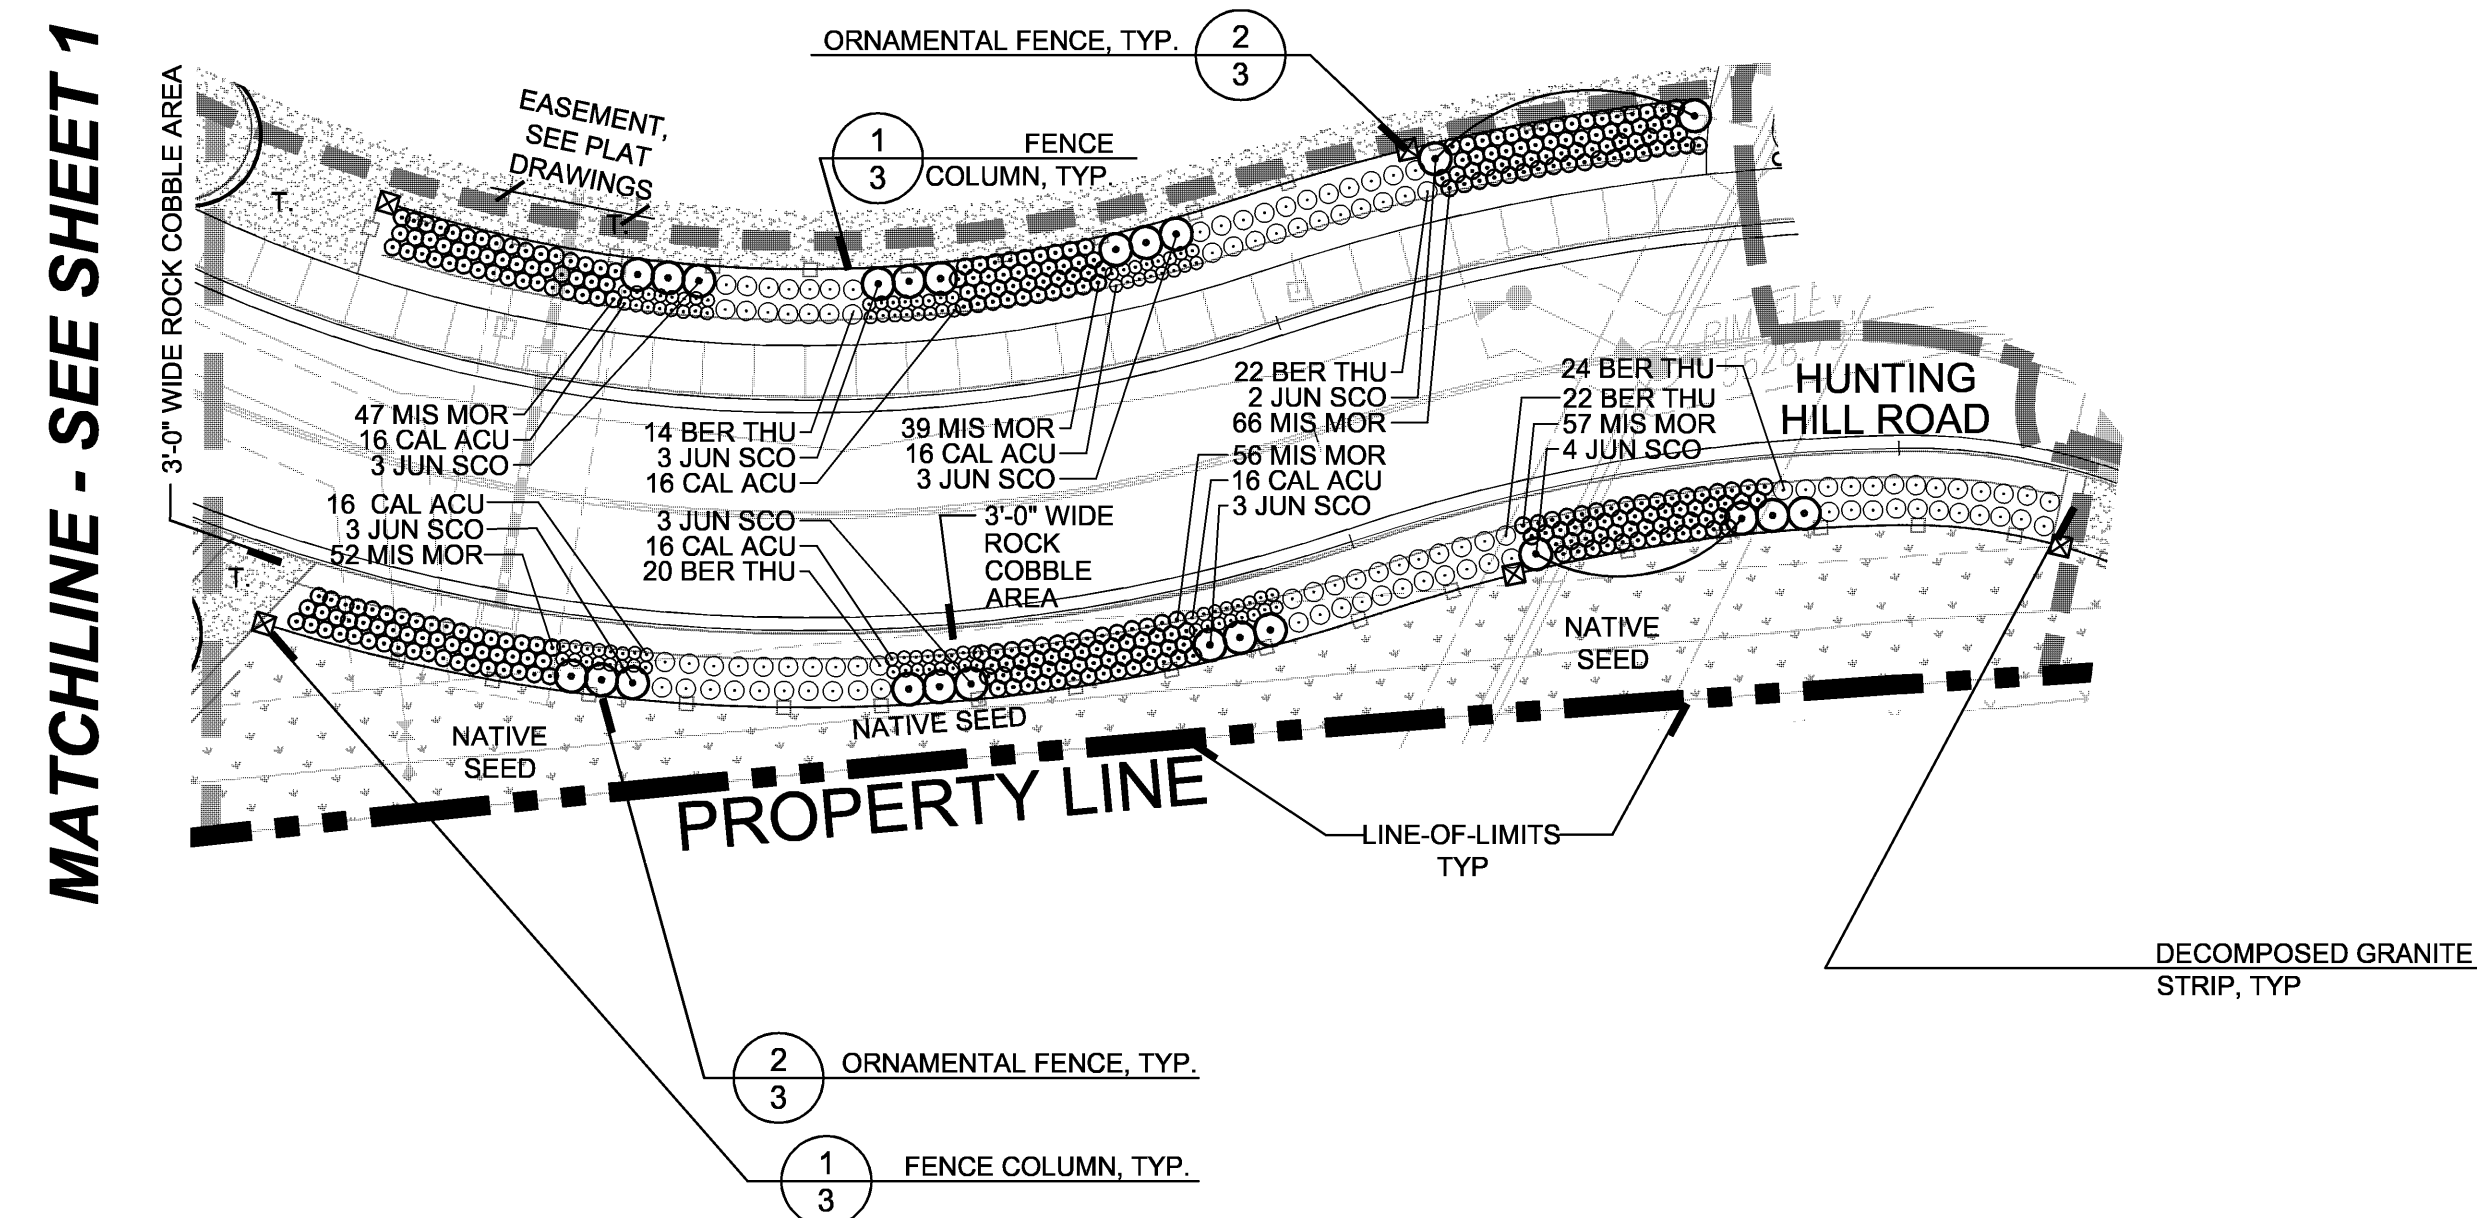 MATCHLINE - SEE SHEET 1
3'-0" WIDE ROCK COBBLE AREA
ORNAMENTAL FENCE, TYP.
2
3
EASEMENT,
SEE PLAT
DRAWINGS
1
3
FENCE
COLUMN, TYP.
T.
T.
47 MIS MOR
16 CAL ACU
3 JUN SCO
14 BER THU
3 JUN SCO
16 CAL ACU
39 MIS MOR
16 CAL ACU
3 JUN SCO
22 BER THU
2 JUN SCO
66 MIS MOR
24 BER THU
22 BER THU
57 MIS MOR
4 JUN SCO
HUNTING
HILL ROAD
56 MIS MOR
16 CAL ACU
3 JUN SCO
16 CAL ACU
3 JUN SCO
52 MIS MOR
3 JUN SCO
16 CAL ACU
20 BER THU
3'-0" WIDE
ROCK
COBBLE
AREA
T.
NATIVE
SEED
NATIVE SEED
NATIVE
SEED
PROPERTY LINE
LINE-OF-LIMITS
TYP
DECOMPOSED GRANITE
STRIP, TYP
2
3
ORNAMENTAL FENCE, TYP.
1
3
FENCE COLUMN, TYP.